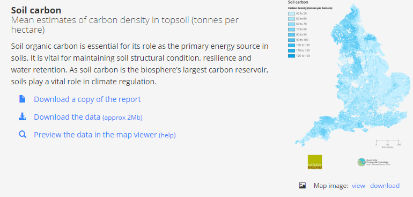 Soil carbon
Mean estimates of carbon density in topsoil (tonnes per
hectare)
Soil organic carbon is essential for its role as the primary energy source in
soils. It is vital for maintaining soil structural condition, resilience and
water retention. As soil carbon is the biosphere's largest carbon reservoir,
soils play a vital role in climate regulation.
Download a copy of the report
Download the data (approx 2Mb)
Preview the data in the map viewer (help)
Soil carbon
Map image: view download